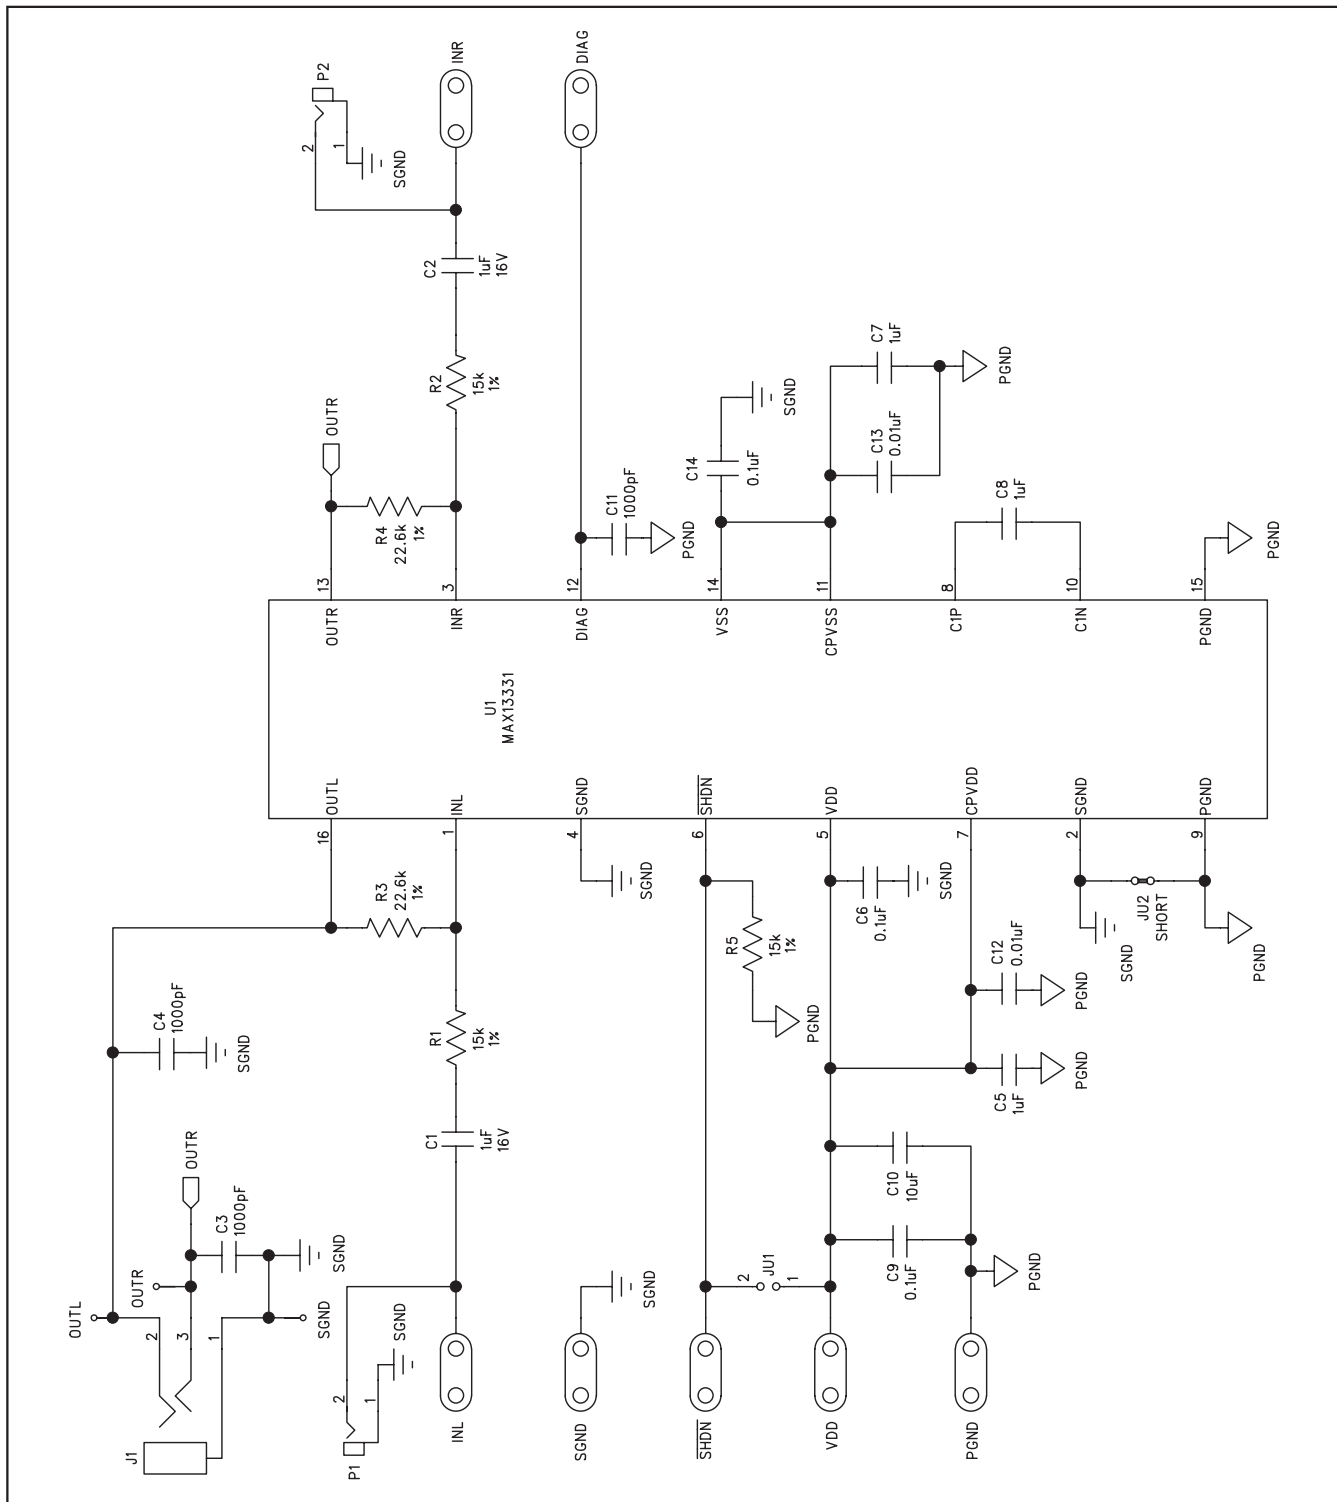 P2
2
1
SGND
INR
DIAG
C2
1uF
16V
R2
15k
1%
OUTR
R4
22.6k
1%
C11
1000pF
PGND
C14
0.1uF
SGND
C7
1uF
C13
0.01uF
PGND
C8
1uF
PGND
13
3
12
14
11
8
10
15
OUTR
INR
DIAG
VSS
CPVSS
C1P
C1N
PGND
U1
MAX13331
OUTL
INL
SGND
SHDN
VDD
CPVDD
SGND
PGND
16
1
4
6
5
7
2
9
R3
22.6k
1%
SGND
C6
0.1uF
SGND
R5
15k
1%
PGND
C12
0.01uF
PGND
JU2
SHORT
SGND
PGND
C4
1000pF
SGND
R1
15k
1%
C5
1uF
PGND
C1
1uF
16V
C10
10uF
OUTR
C3
1000pF
SGND
OUTR
OUTL
SGND
2
3
1
J1
SGND
2
1
P1
INL
SGND
SGND
2
JU1
1
C9
0.1uF
PGND
SHDN
VDD
PGND